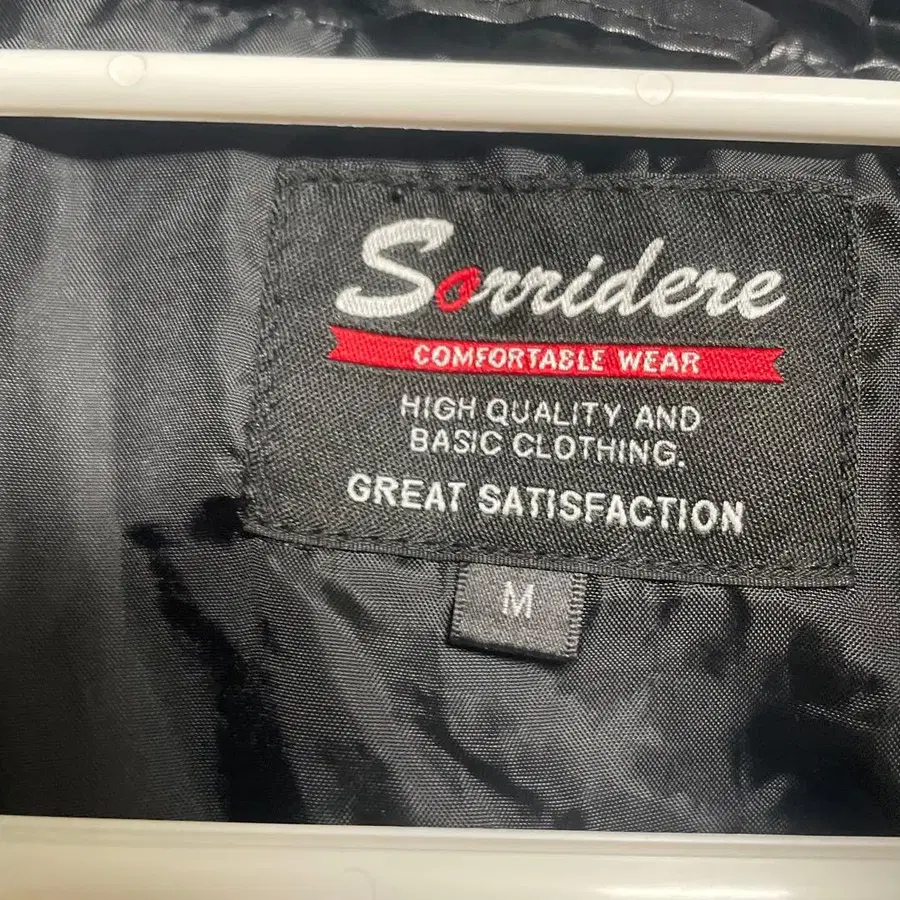 Sorridere
COMFORTABLE WEAR
HIGH QUALITY AND
BASIC CLOTHING.
GREAT SATISFACTION
M